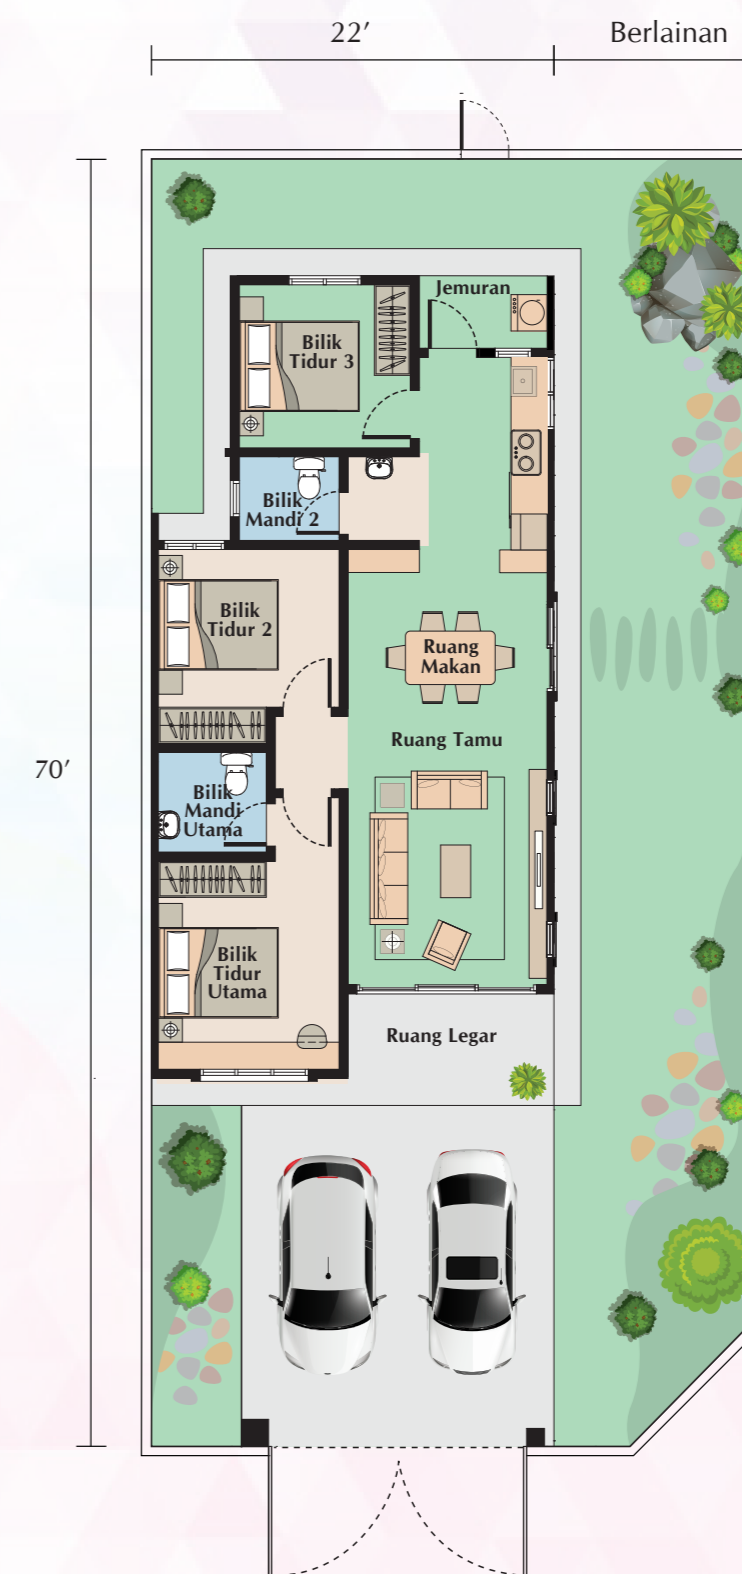 22’
Berlainan
Jemuran
Bilik
Tidur 3
Bilik
Mandi 2
Bilik
Tidur 2
Ruang
Makan
Ruang Tamu
70’
Bilik
Mandi
Utama
Bilik
Tidur
Utama
Ruang Legar